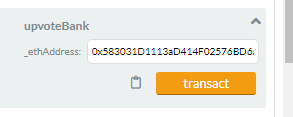 upvoteBank
_ethAddress: 0x583031D1113aD414F02576BD6
transact